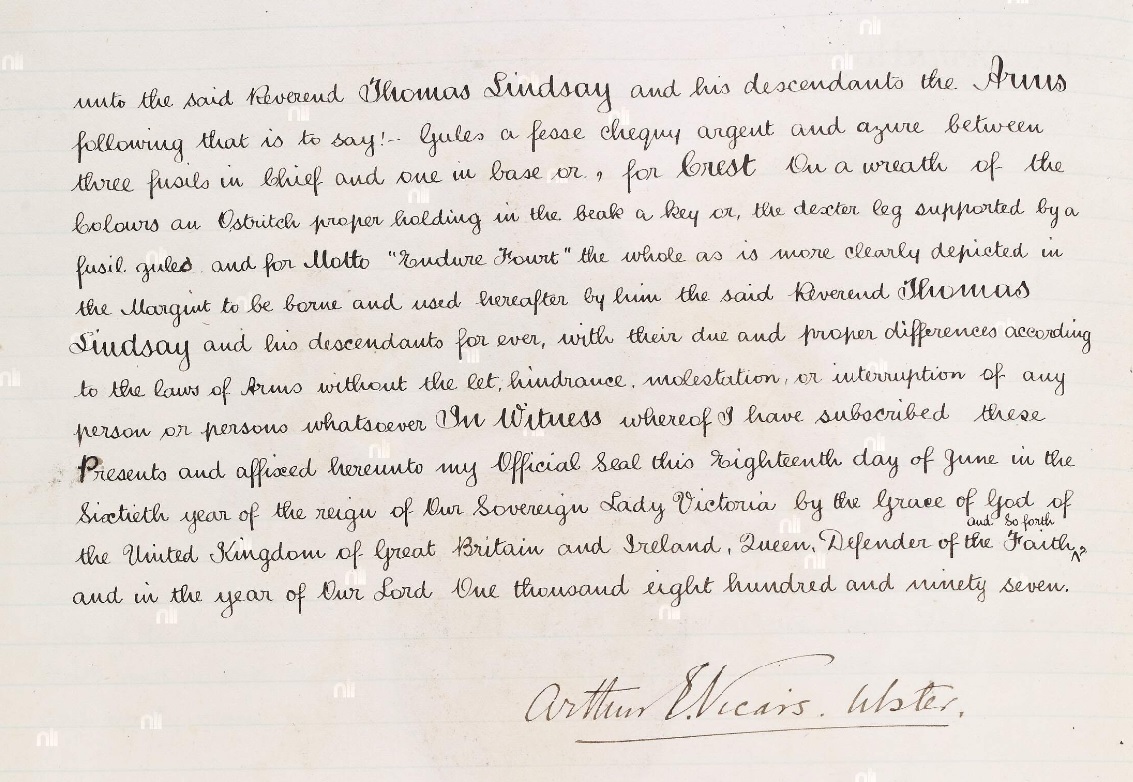 unto the said Reverend Thomas Lindsay and his descendants the Arms
following that is to say:- Gules a fesse chequy argent and azure between
three fusils in Chief and one in base or, for Crest On a wreath of the
Colours an Ostritch proper holding in the beak a key or, the dexter leg supported by a
fusil gules and for Motto "Endure Fourt" the whole as is more clearly depicted in
the Margint to be borne and used hereafter by him the said Reverend Thomas
Lindsay and his descendants for ever, with their due and proper differences according
to the laws of Arms without the let, hindrance, molestation, or interruption of any
person or persons whatsoever In Witness whereof I have subscribed these
Presents and affixed hereunto my Official Seal this Eighteenth day of June in the
Sixtieth year of the reign of Our Sovereign Lady Victoria by the Grace of God of
and so forth
the United Kingdom of Great Britain and Ireland, Queen, Defender of the Faith,
and in the year of Our Lord One thousand eight hundred and ninety seven.
Arthur E. Vicars. Ulster.